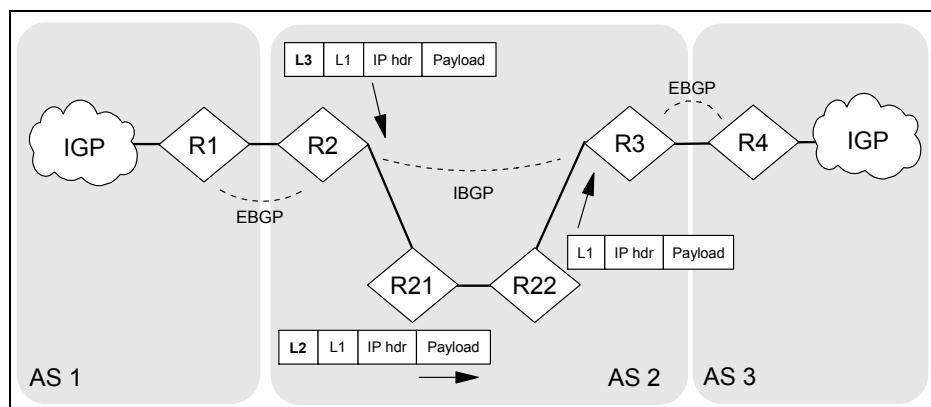 L3 L1 IP hdr Payload
EBGP
IGP R1 R2 R3 R4 IGP
IBGP
EBGP
L1 IP hdr Payload
R21 R22
L2 L1 IP hdr Payload
AS 1 AS 2 AS 3